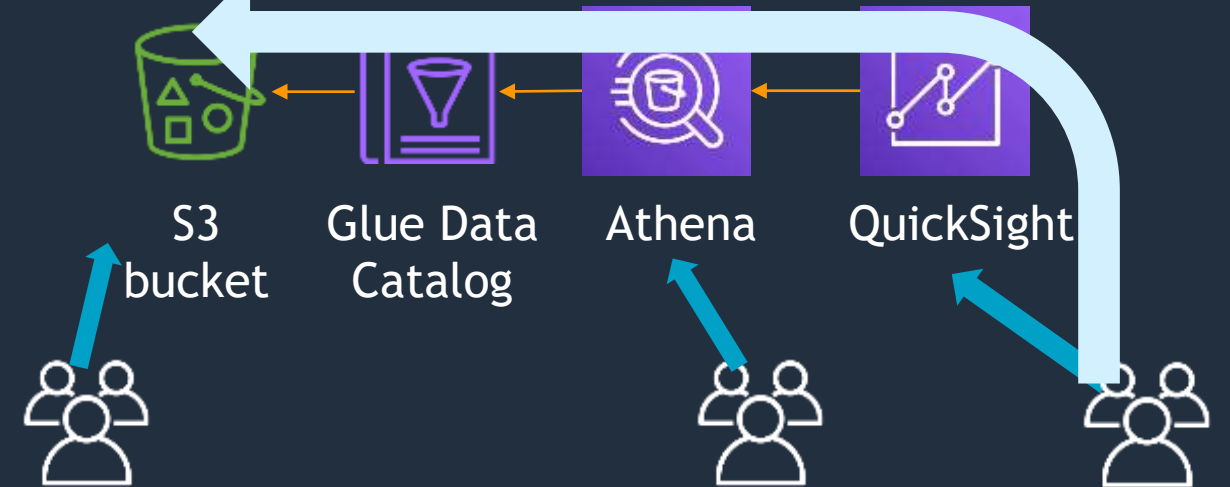 S3
bucket
Glue Data
Catalog
Athena
QuickSight